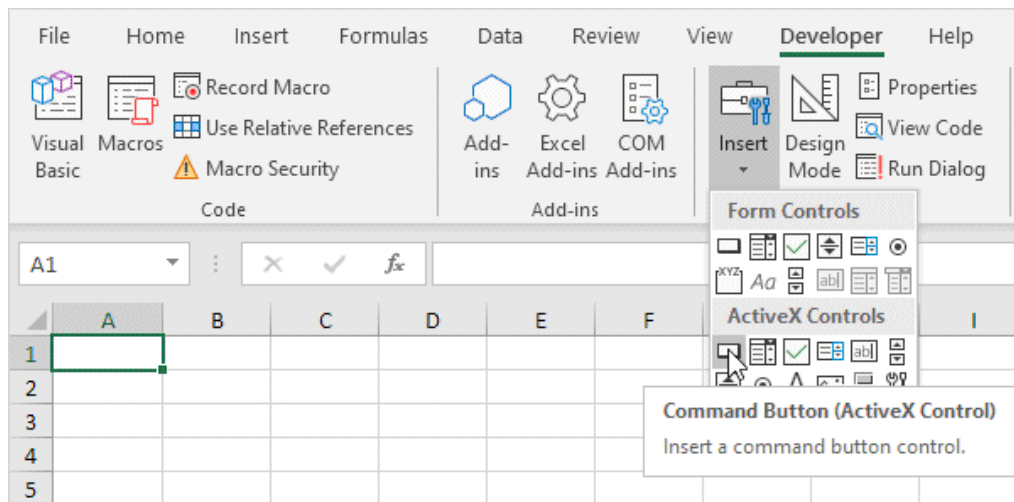 File Home Insert Formulas Data Review View Developer Help
Visual Basic
Macros
Record Macro
Use Relative References
Macro Security
Code
Add-ins
Excel Add-ins
COM Add-ins
Add-ins
Insert
Design Mode
Properties
View Code
Run Dialog
Form Controls
XYZ Aa ab|
ActiveX Controls
ab|
A
A1 fx
A B C D E F I
1
2
3
4
5
Command Button (ActiveX Control)
Insert a command button control.